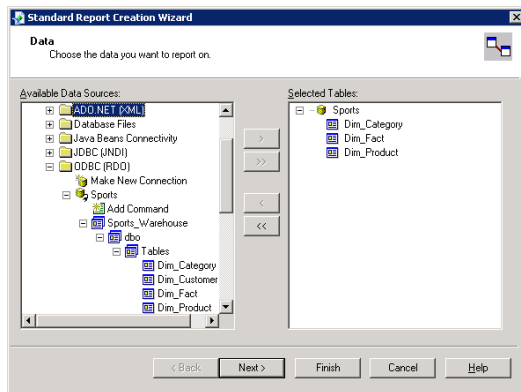 Standard Report Creation Wizard
Data
Choose the data you want to report on.
Available Data Sources:
ADO.NET (XML)
Database Files
Java Beans Connectivity
JDBC (JNDI)
ODBC (RDO)
Make New Connection
Sports
Add Command
Sports_Warehouse
dbo
Tables
Dim_Category
Dim_Customer
Dim_Fact
Dim_Product
>
>>
<
<<
Selected Tables:
Sports
Dim_Category
Dim_Fact
Dim_Product
< Back
Next >
Finish
Cancel
Help